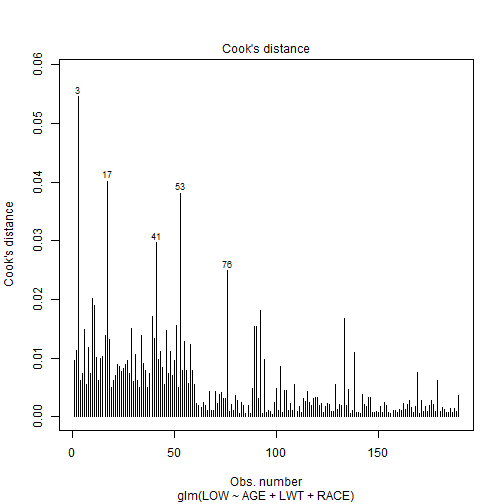 Cook's distance
0.06
0.05
0.04
0.03
0.02
0.01
0.00
Cook's distance
3
17
53
41
76
0 50 100 150
Obs. number
glm(LOW ~ AGE + LWT + RACE)